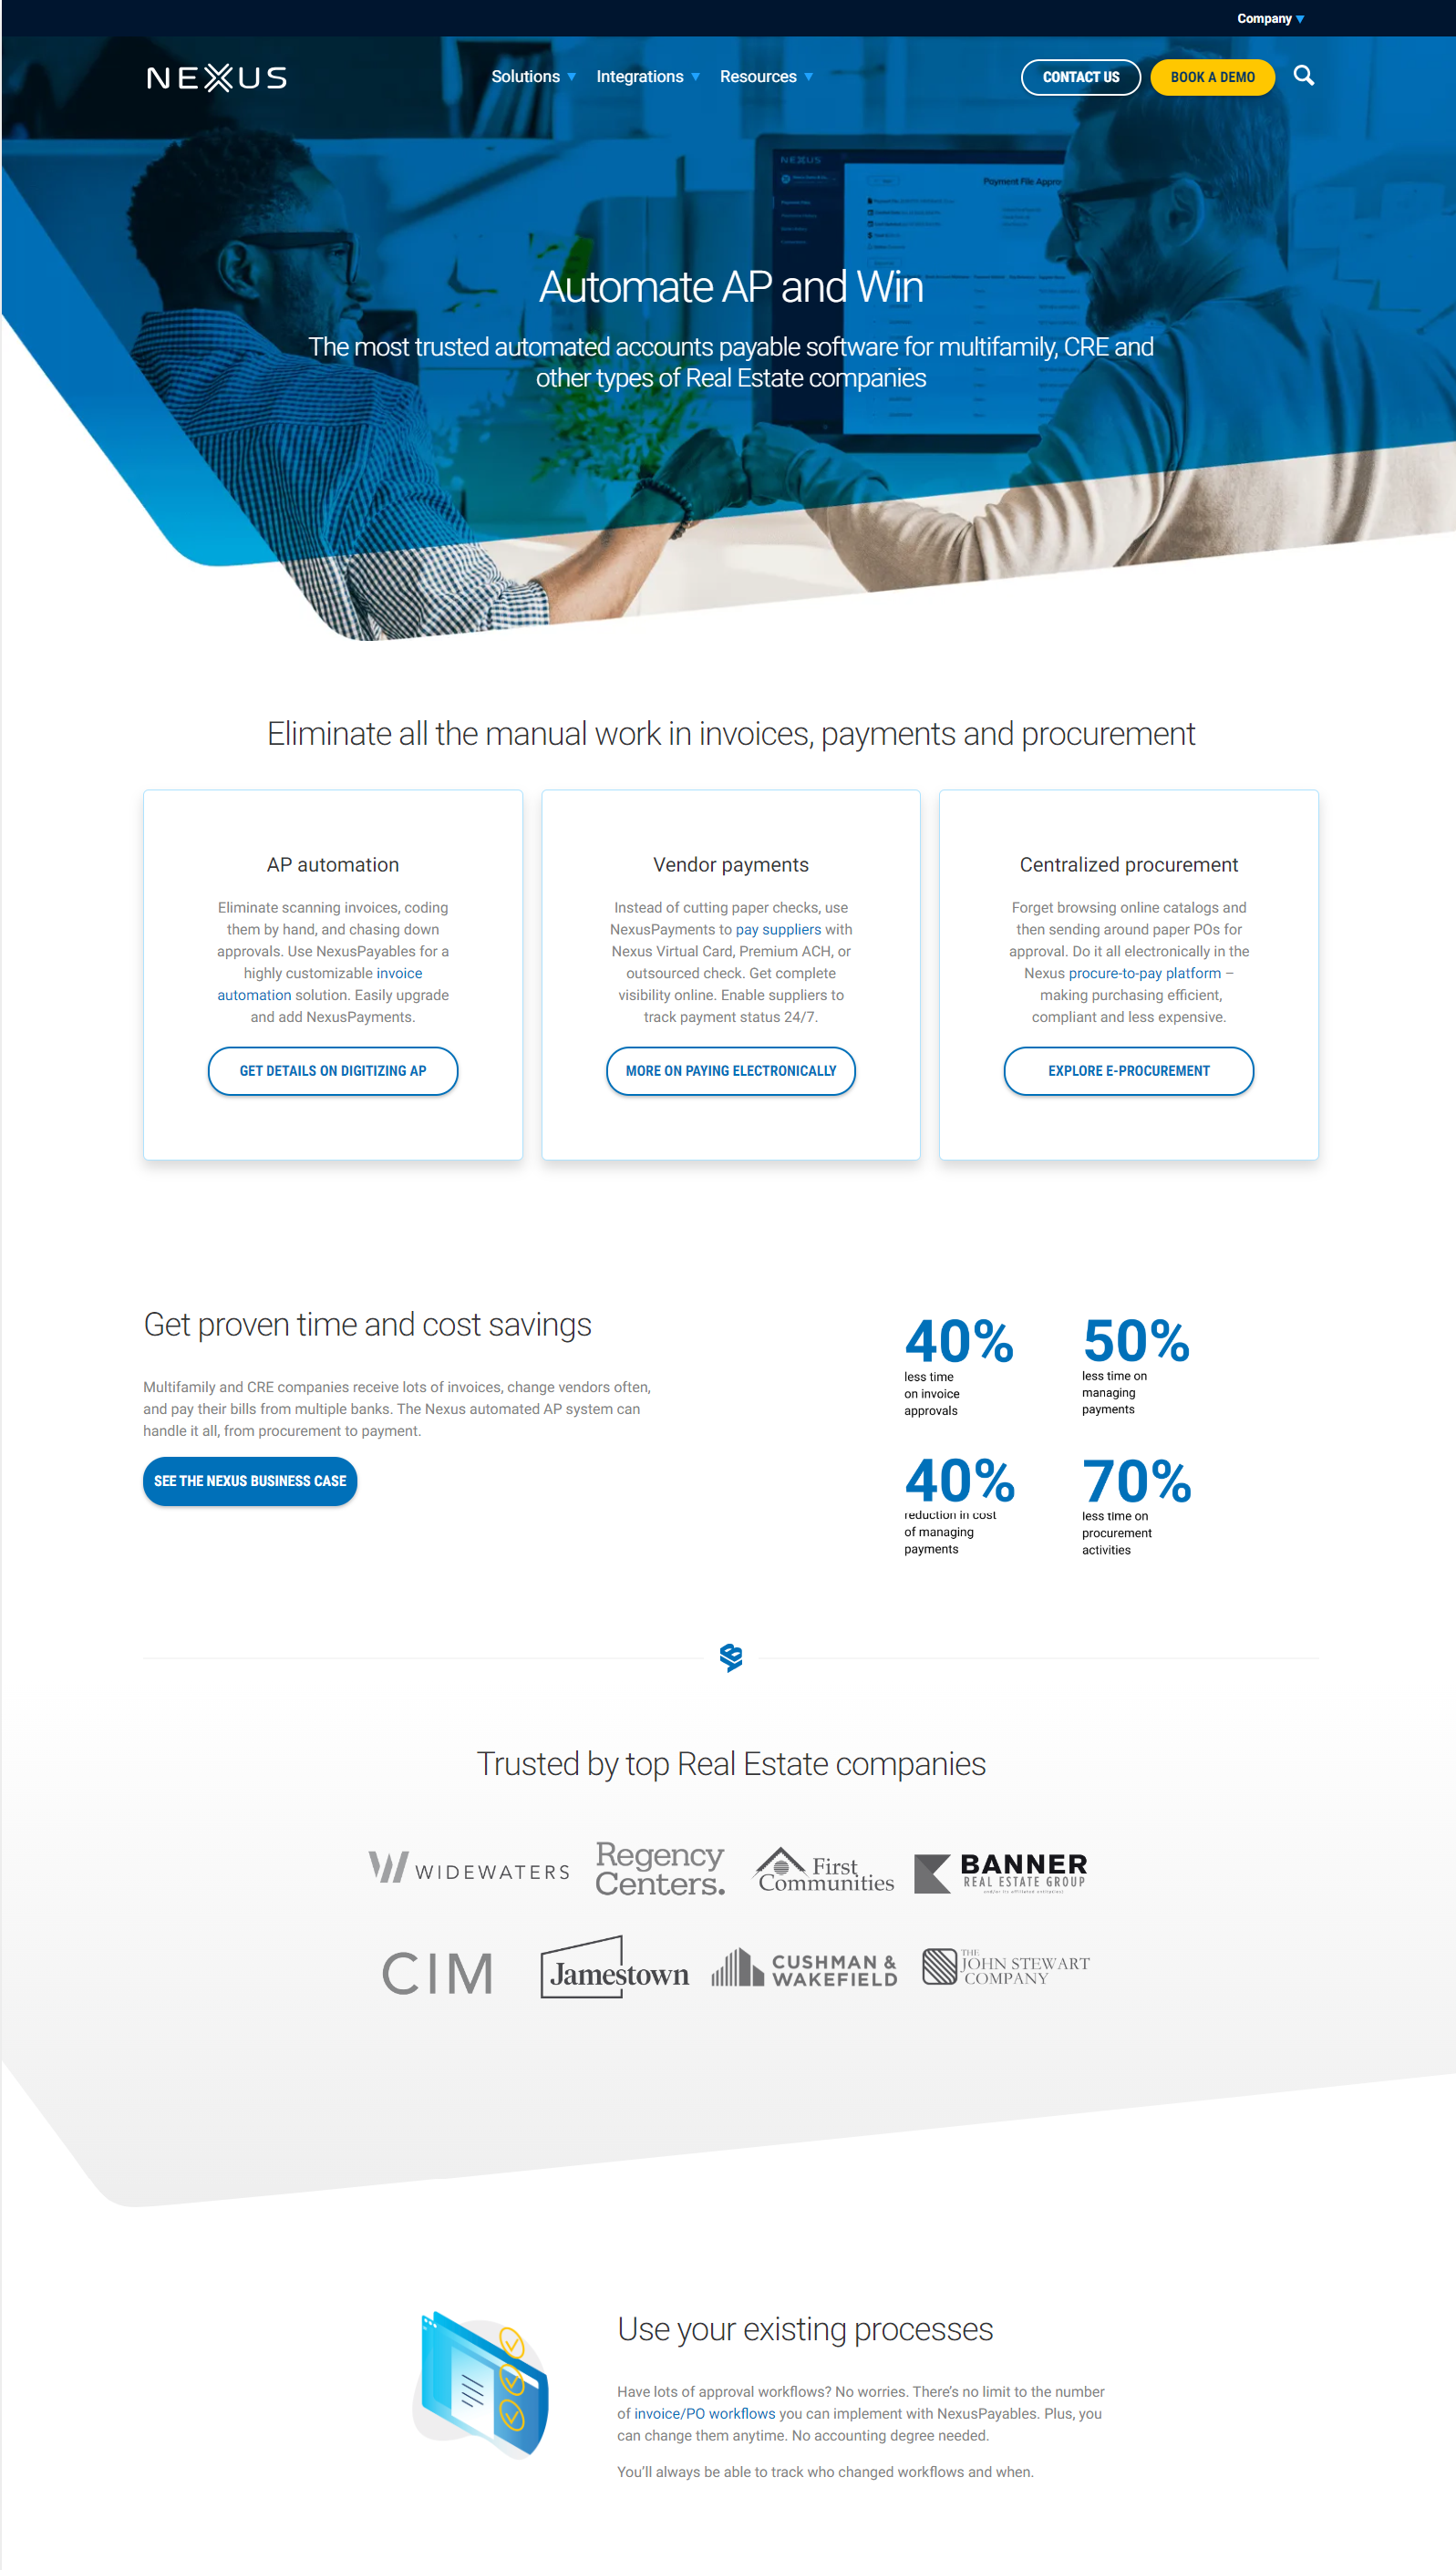 Company
NEXUS
Solutions
Integrations
Resources
CONTACT US
BOOK A DEMO
NEXUS
Payment File Appro
Automate AP and Win
The most trusted automated accounts payable software for multifamily, CRE and
other types of Real Estate companies
Eliminate all the manual work in invoices, payments and procurement
AP automation
Eliminate scanning invoices, coding
them by hand, and chasing down
approvals. Use NexusPayables for a
highly customizable invoice
automation solution. Easily upgrade
and add NexusPayments.
GET DETAILS ON DIGITIZING AP
Vendor payments
Instead of cutting paper checks, use
NexusPayments to pay suppliers with
Nexus Virtual Card, Premium ACH, or
outsourced check. Get complete
visibility online. Enable suppliers to
track payment status 24/7.
MORE ON PAYING ELECTRONICALLY
Centralized procurement
Forget browsing online catalogs and
then sending around paper POs for
approval. Do it all electronically in the
Nexus procure-to-pay platform –
making purchasing efficient,
compliant and less expensive.
EXPLORE E-PROCUREMENT
Get proven time and cost savings
Multifamily and CRE companies receive lots of invoices, change vendors often,
and pay their bills from multiple banks. The Nexus automated AP system can
handle it all, from procurement to payment.
SEE THE NEXUS BUSINESS CASE
40%
less time
on invoice
approvals
50%
less time on
managing
payments
40%
reduction in cost
of managing
payments
70%
less time on
procurement
activities
Trusted by top Real Estate companies
WIDEWATERS
Regency
Centers.
First
Communities
BANNER
REAL ESTATE GROUP
CIM
Jamestown
CUSHMAN &
WAKEFIELD
THE
JOHN STEWART
COMPANY
Use your existing processes
Have lots of approval workflows? No worries. There's no limit to the number
of invoice/PO workflows you can implement with NexusPayables. Plus, you
can change them anytime. No accounting degree needed.
You'll always be able to track who changed workflows and when.